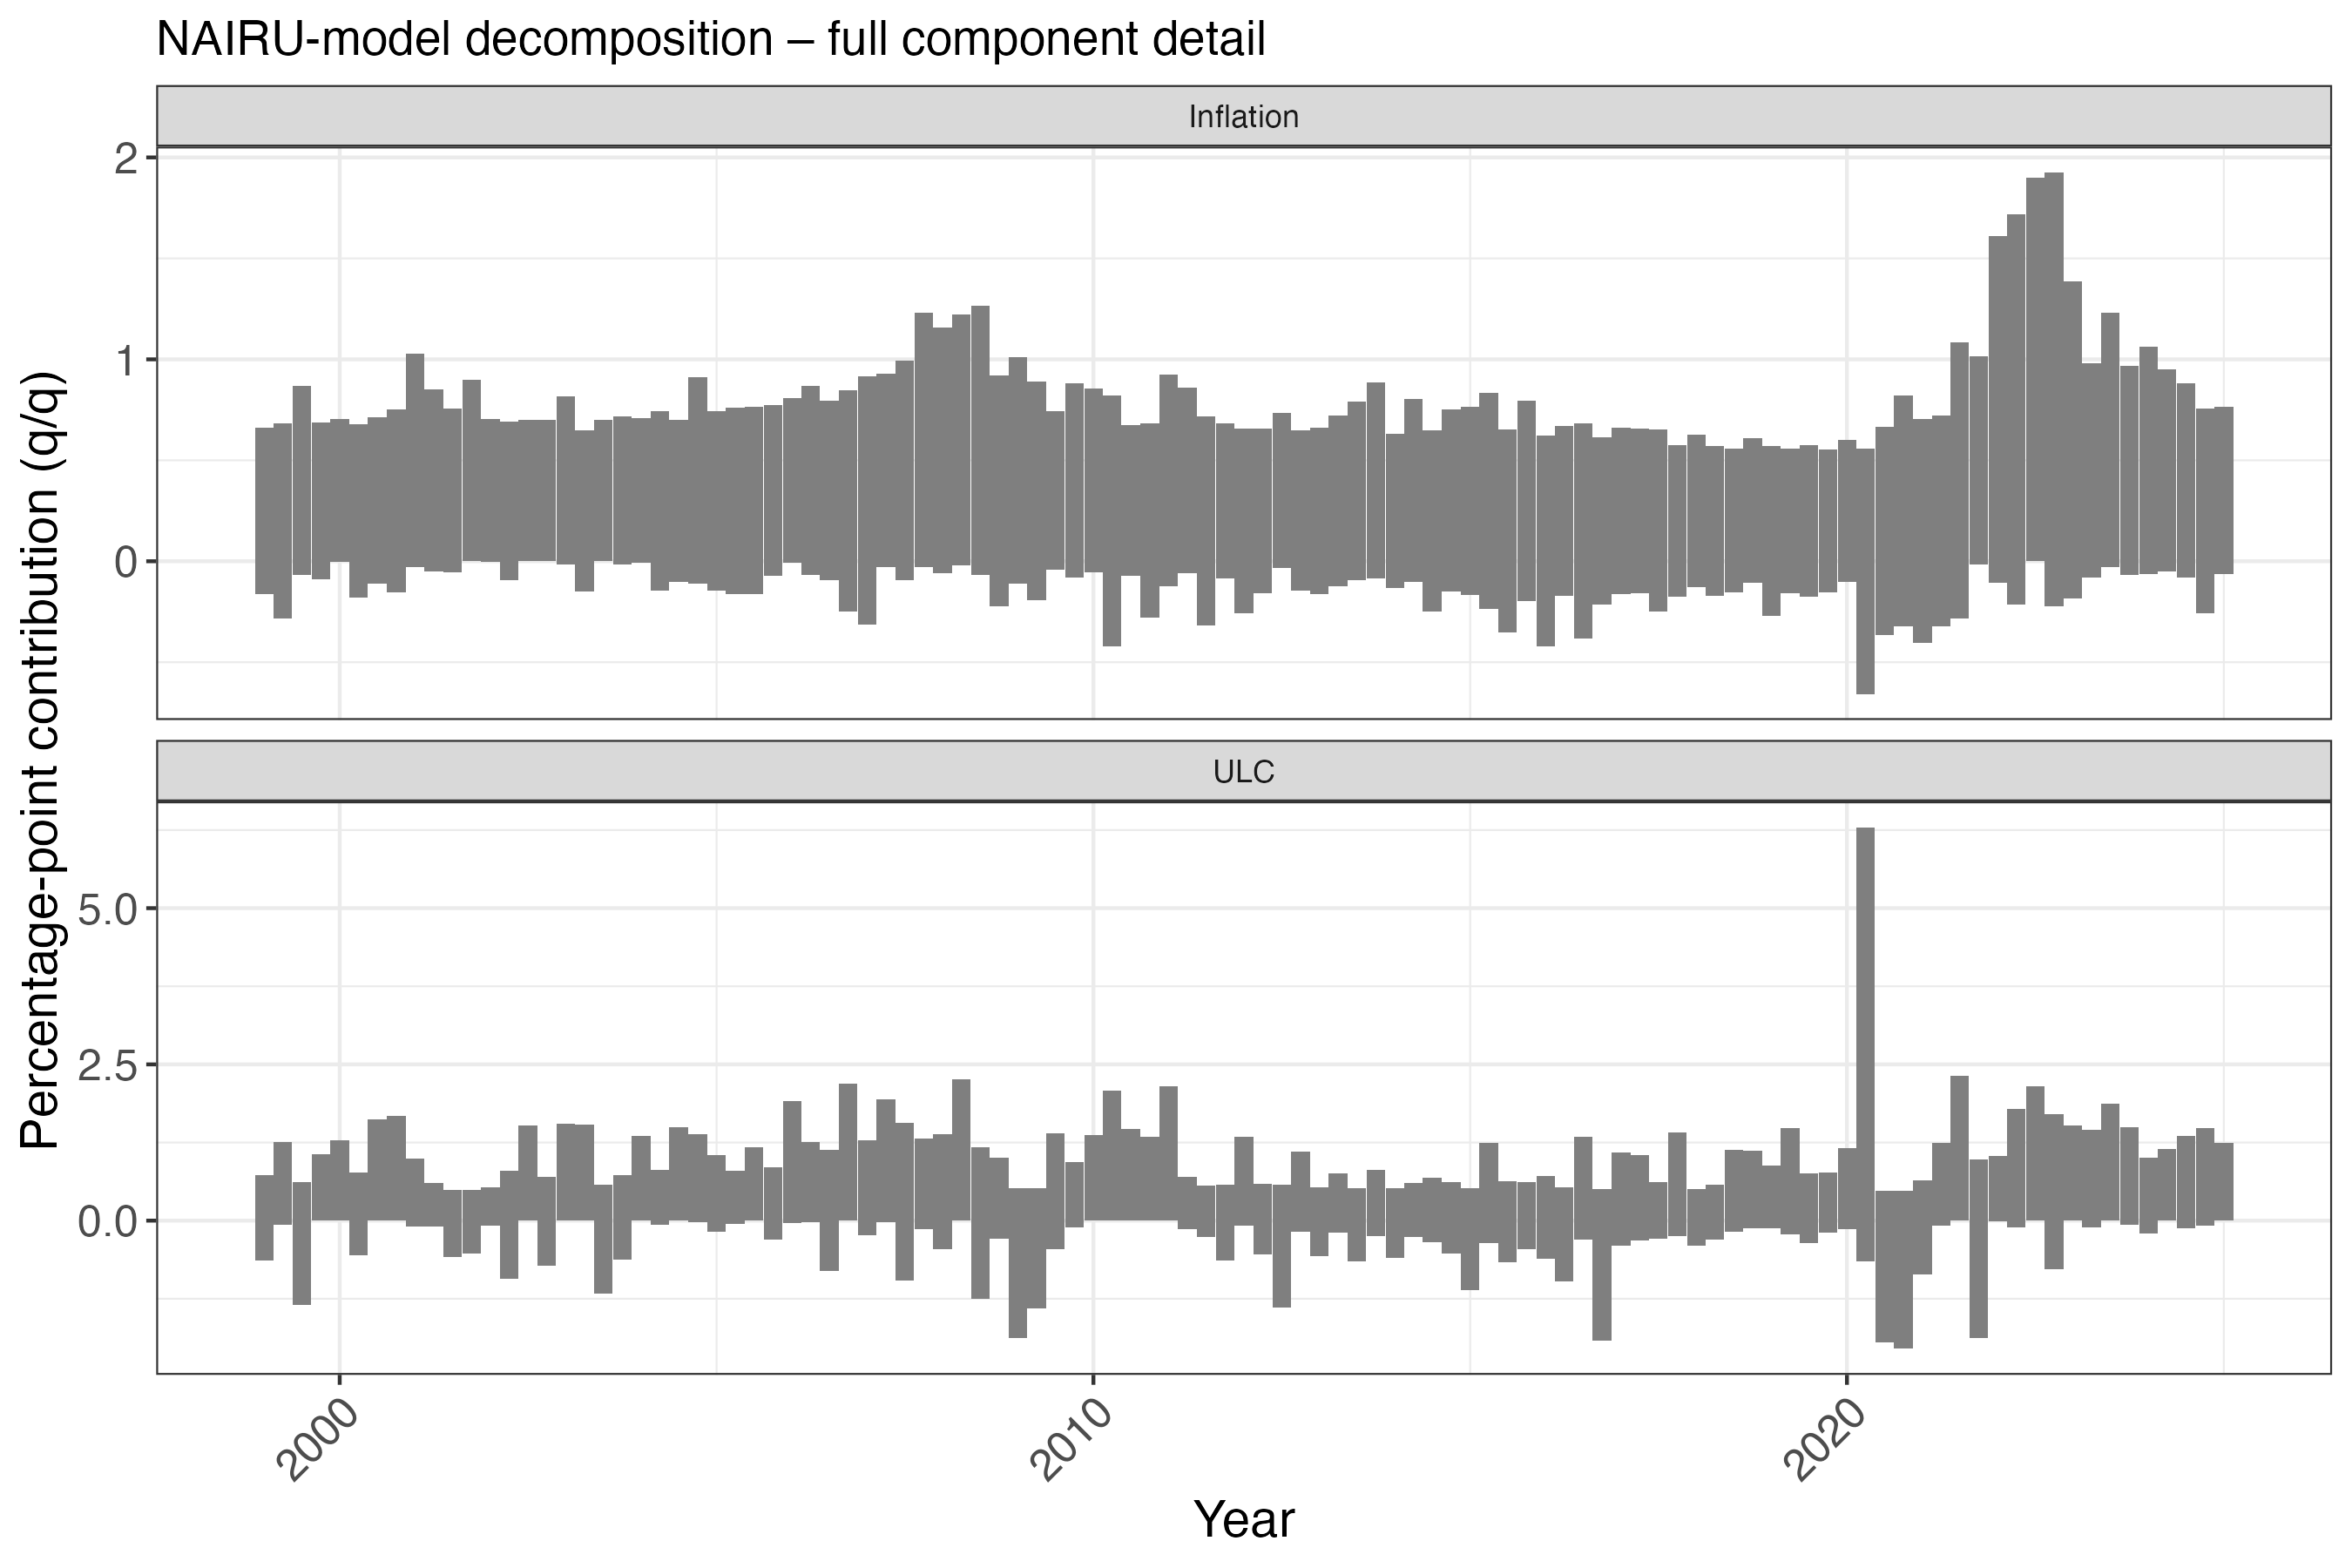 NAIRU-model decomposition – full component detail
Inflation
2
1
0
ULC
5.0
2.5
0.0
Percentage-point contribution (q/q)
2000
2010
2020
Year